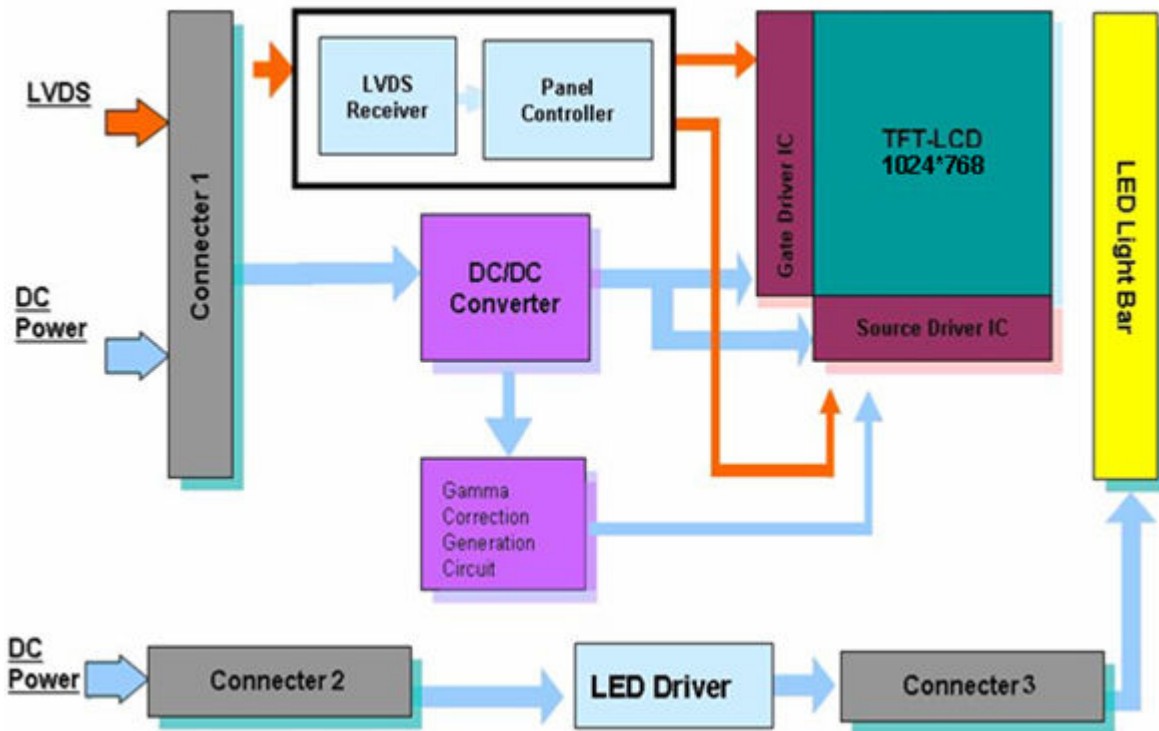 LVDS
DC
Power
Connecter 1
LVDS
Receiver
Panel
Controller
Gate Driver IC
TFT-LCD
1024*768
Source Driver IC
LED Light Bar
DC/DC
Converter
Gamma
Correction
Generation
Circuit
DC
Power
Connecter 2
LED Driver
Connecter 3